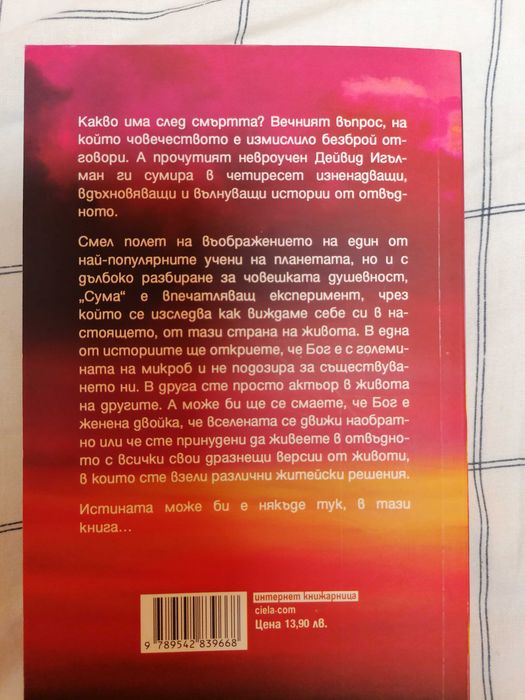 Какво има след смъртта? Вечният въпрос, на
който човечеството е измислило безброй от-
говори. А прочутият невроучен Дейвид Игъл-
ман ги сумира в четиресет изненадващи,
вдъхновяващи и вълнуващи истории от отвъд-
ното.
Смел полет на въображението на един от
най-популярните учени на планетата, но и с
дълбоко разбиране за човешката душевност,
„Сума“ е впечатляващ експеримент, чрез
който се изследва как виждаме себе си в на-
стоящето, от тази страна на живота. В една
от историите ще откриете, че Бог е с големи-
ната на микроб и не подозира за съществува-
нето ни. В друга сте просто актьор в живота
на другите. А може би ще се смаете, че Бог е
женена двойка, че вселената се движи наобрат-
но или че сте принудени да живеете в отвъдно-
то с всички свои дразнещи версии от животи,
в които сте взели различни житейски решения.
Истината може би е някъде тук, в тази
книга...
интернет книжарница
ciela.com
Цена 13,90 лв.
9 789542 839668